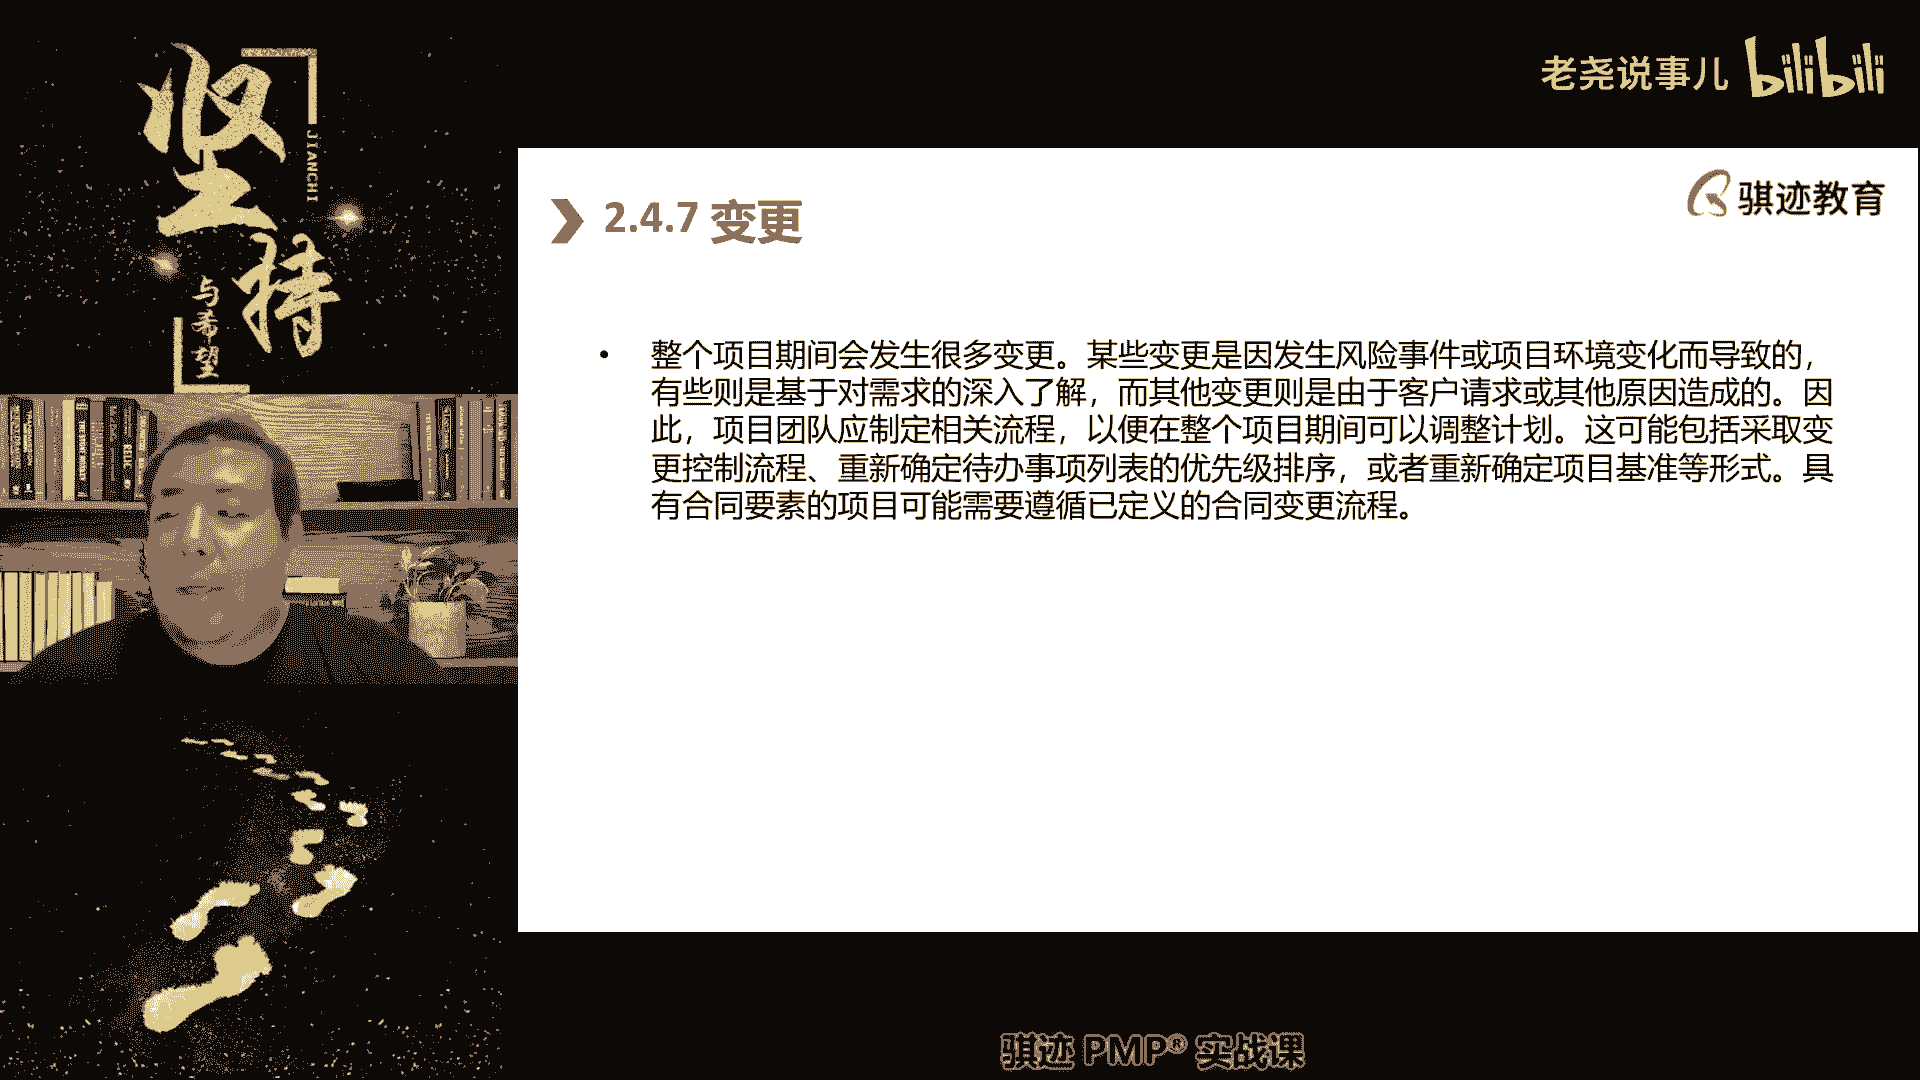 坚持
JIANCHI
与希望
老尧说事儿 bilibili
骐迹教育
2.4.7 变更
• 整个项目期间会发生很多变更。某些变更是因发生风险事件或项目环境变化而导致的，
有些则是基于对需求的深入了解，而其他变更则是由于客户请求或其他原因造成的。因
此，项目团队应制定相关流程，以便在整个项目期间可以调整计划。这可能包括采取变
更控制流程、重新确定待办事项列表的优先级排序，或者重新确定项目基准等形式。具
有合同要素的项目可能需要遵循已定义的合同变更流程。
骐迹 PMP® 实战课